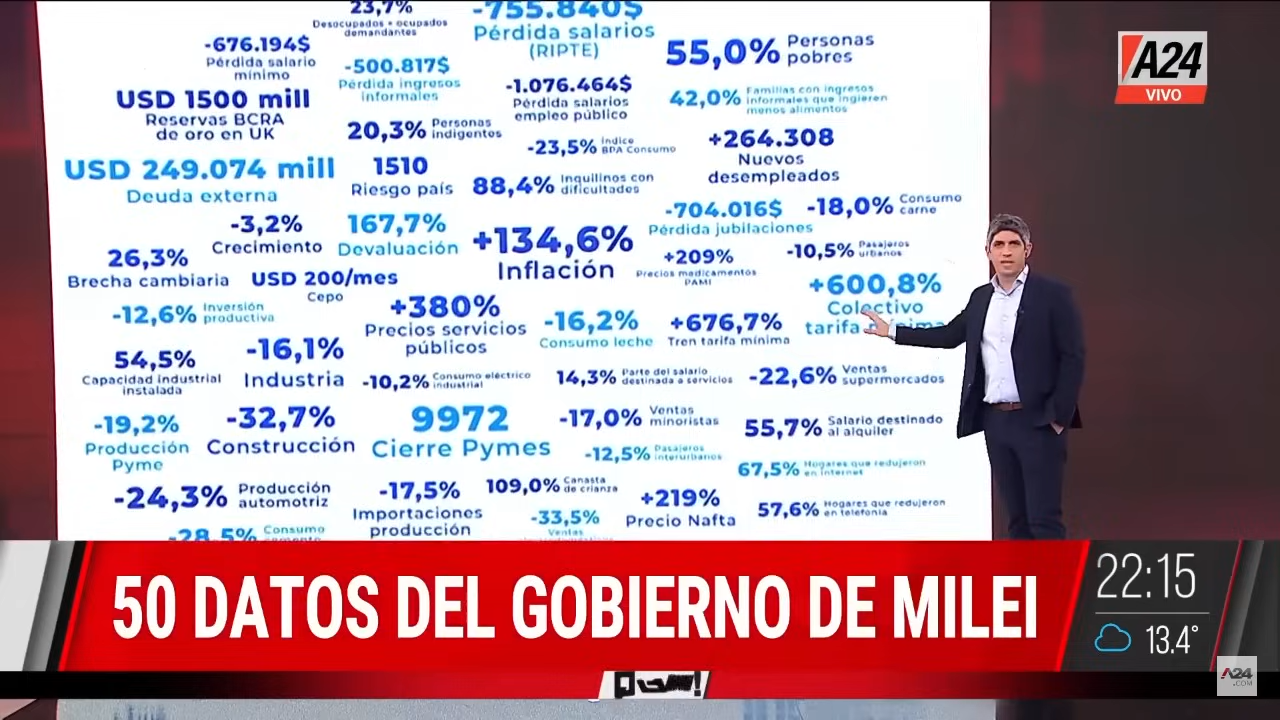 23,7%
Desocupados + ocupados
demandantes
-755.840$
Pérdida salarios
(RIPTE)
-676.194$
Pérdida salario
mínimo
-500.817$
Pérdida ingresos
informales
-1.076.464$
Pérdida salarios
empleo público
55,0% Personas
pobres
42,0% Familias con ingresos
informales que ingieren
menos alimentos
USD 1500 mill
Reservas BCRA
de oro en UK
20,3% Personas
indigentes
-23,5% Índice
BPA Consumo
+264.308
Nuevos
desempleados
USD 249.074 mill
Deuda externa
1510
Riesgo país
88,4% Inquilinos con
dificultades
-704.016$
Pérdida jubilaciones
-18,0% Consumo
carne
-3,2%
Crecimiento
167,7%
Devaluación
+134,6%
Inflación
+209%
Precios medicamentos
PAMI
-10,5% Pasajeros
urbanos
26,3%
Brecha cambiaria
USD 200/mes
Cepo
+600,8%
Colectivo
tarifa mínima
-12,6% Inversión
productiva
+380%
Precios servicios
públicos
-16,2%
Consumo leche
+676,7%
Tren tarifa mínima
54,5%
Capacidad industrial
instalada
-16,1%
Industria
-10,2% Consumo eléctrico
industrial
14,3% Parte del salario
destinada a servicios
-22,6% Ventas
supermercados
-19,2%
Producción
Pyme
-32,7%
Construcción
9972
Cierre Pymes
-17,0% Ventas
minoristas
55,7% Salario destinado
al alquiler
-12,5% Pasajeros
interurbanos
67,5% Hogares que redujeron
en internet
-24,3% Producción
automotriz
-17,5%
Importaciones
producción
109,0% Canasta
de crianza
+219%
Precio Nafta
57,6% Hogares que redujeron
en telefonía
-28,5% Consumo
cemento
-33,5%
Ventas
A24
VIVO
50 DATOS DEL GOBIERNO DE MILEI
22:15
13.4°
A24
.COM